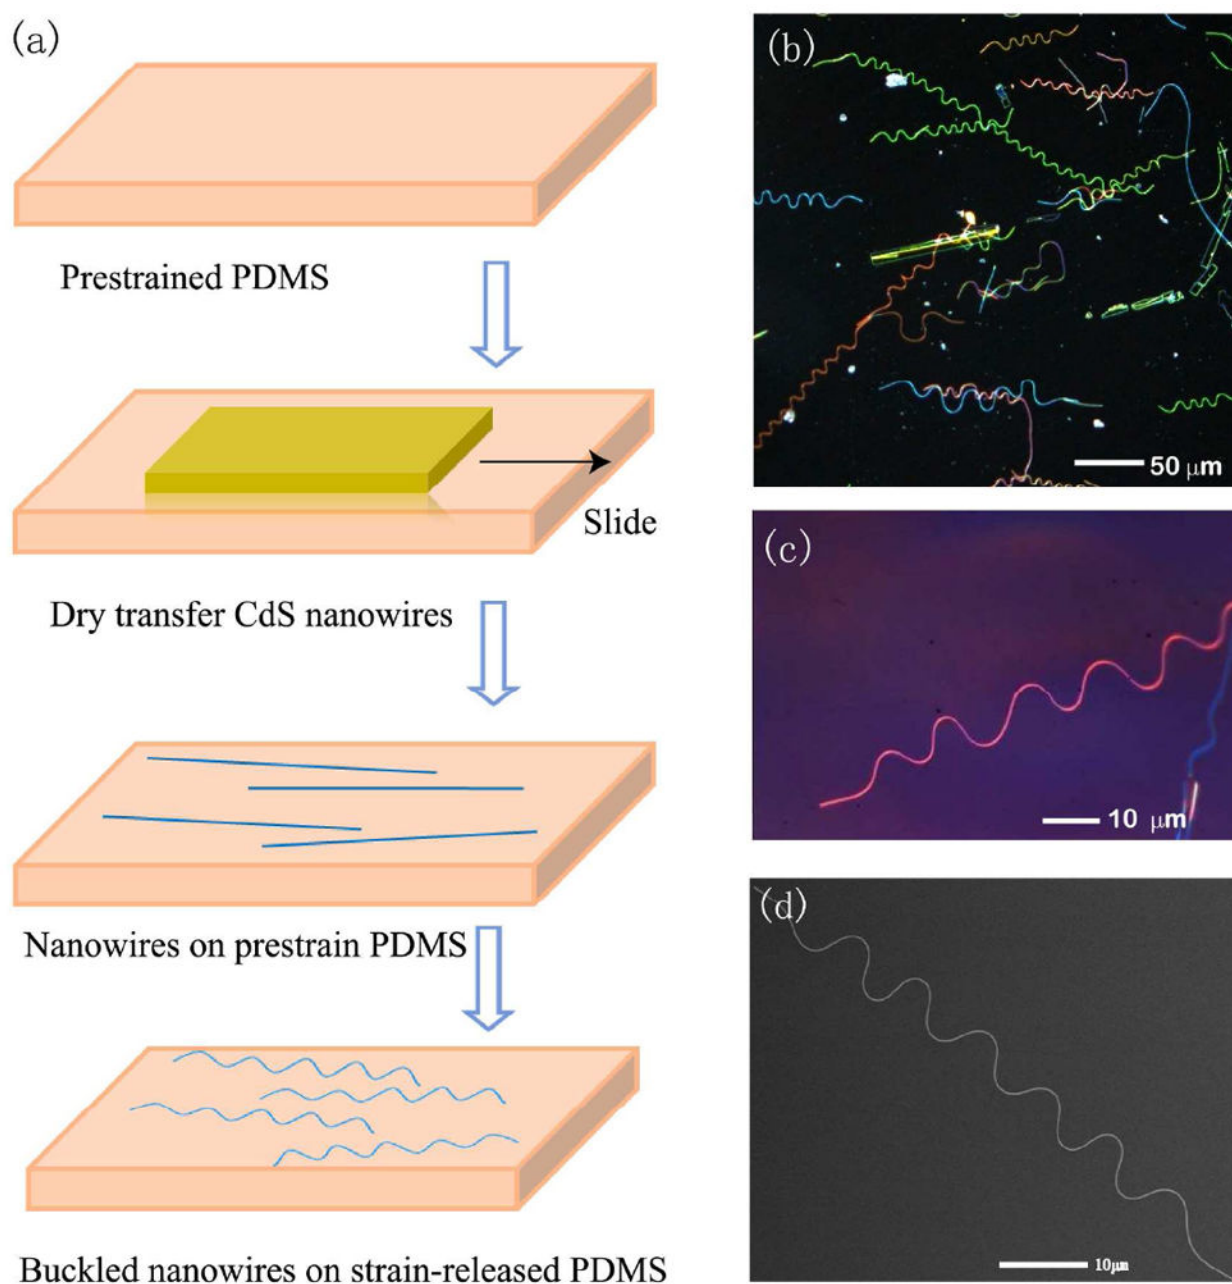 (a)
Prestrained PDMS
Slide
Dry transfer CdS nanowires
Nanowires on prestrain PDMS
Buckled nanowires on strain-released PDMS
(b)
50 μm
(c)
10 μm
(d)
10μm